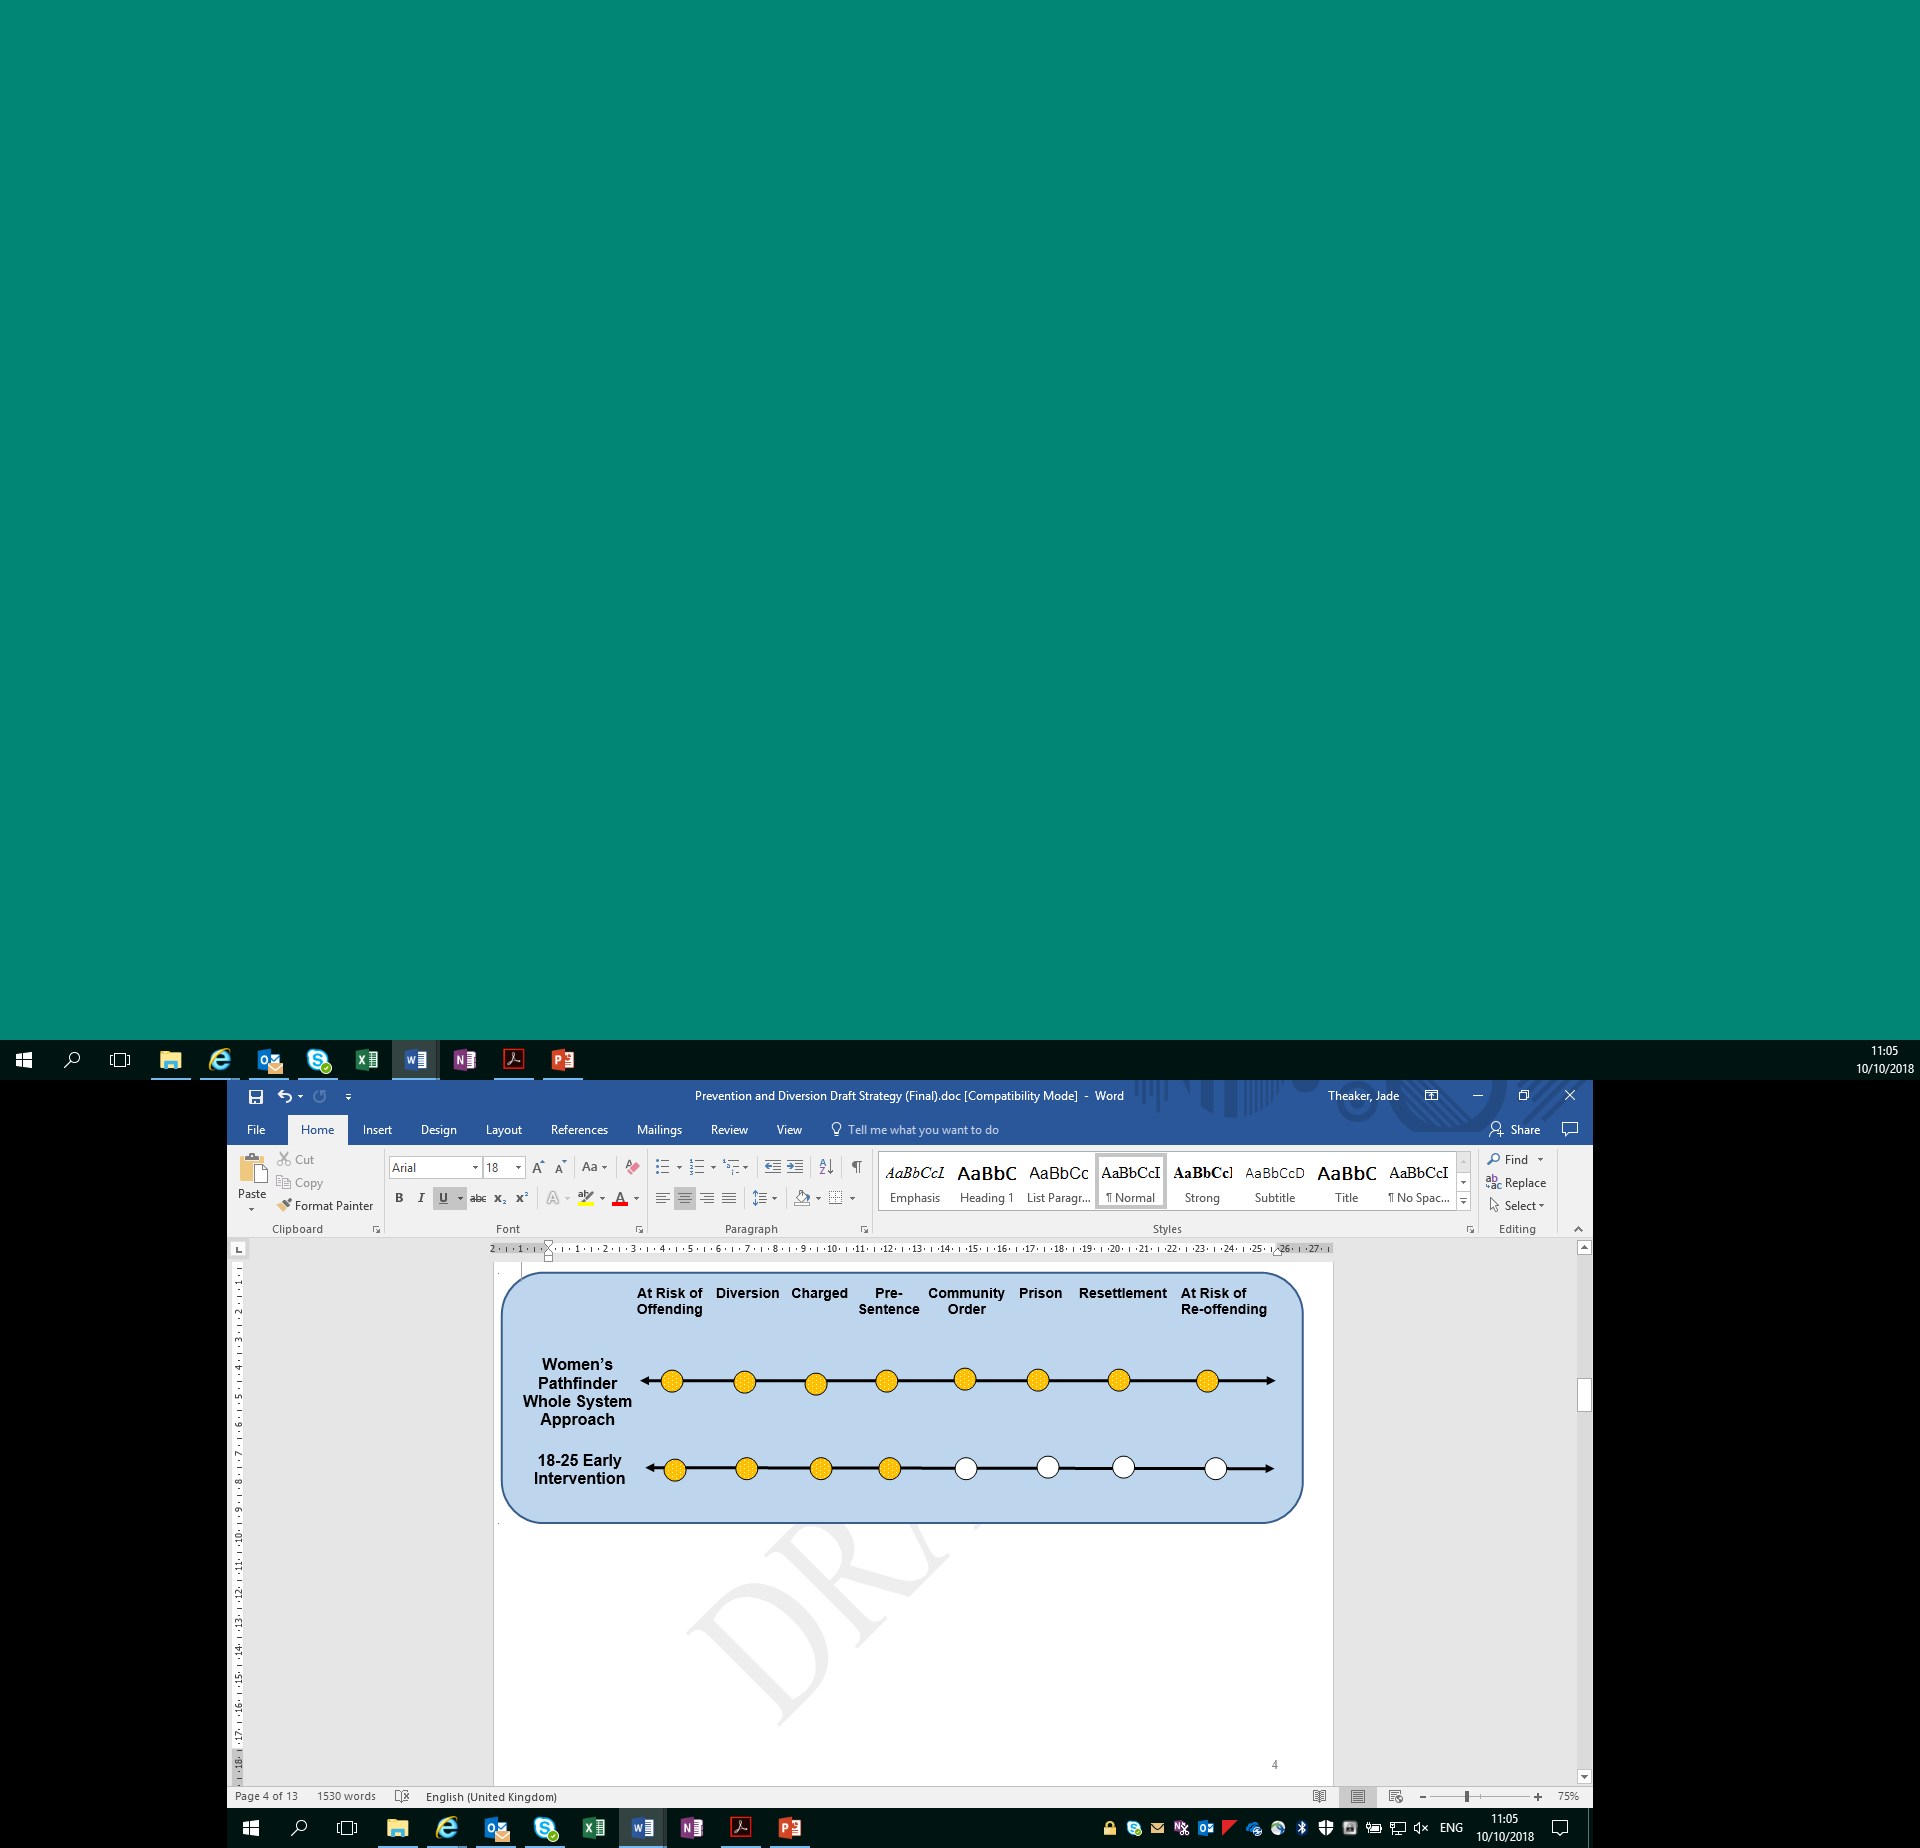 11:05
10/10/2018
Prevention and Diversion Draft Strategy (Final).doc [Compatibility Mode] - Word
Theaker, Jade
File Home Insert Design Layout References Mailings Review View Tell me what you want to do
Share
Paste
Cut
Copy
Format Painter
Clipboard
Arial 18
Font
Paragraph
AaBbCcI AaBbC AaBbCc AaBbCcI AaBbCcI AaBbCcD AaBbC AaBbCcI
Emphasis Heading 1 List Paragr... ¶ Normal Strong Subtitle Title ¶ No Spac...
Styles
Find
Replace
Select
Editing
At Risk of Offending
Diversion
Charged
Pre-Sentence
Community Order
Prison
Resettlement
At Risk of Re-offending
Women's
Pathfinder
Whole System
Approach
18-25 Early
Intervention
DRA
4
Page 4 of 13 1530 words English (United Kingdom)
75%
ENG
11:05
10/10/2018